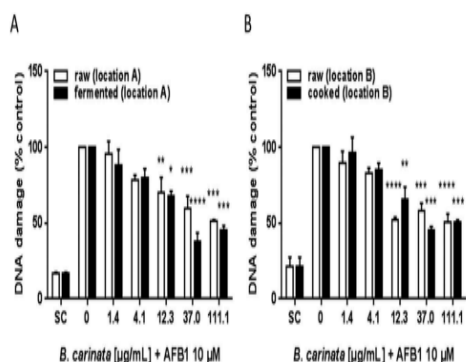 A
B
150
100
50
0
DNA damage (% control)
raw (location A)
fermented (location A)
** * *** **** *** ***
SC 0 1.4 4.1 12.3 37.0 111.1
B. carinata [µg/mL] + AFB1 10 µM
150
100
50
0
DNA damage (% control)
raw (location B)
cooked (location B)
**** ** *** *** **** ***
SC 0 1.4 4.1 12.3 37.0 111.1
B. carinata [µg/mL] + AFB1 10 µM